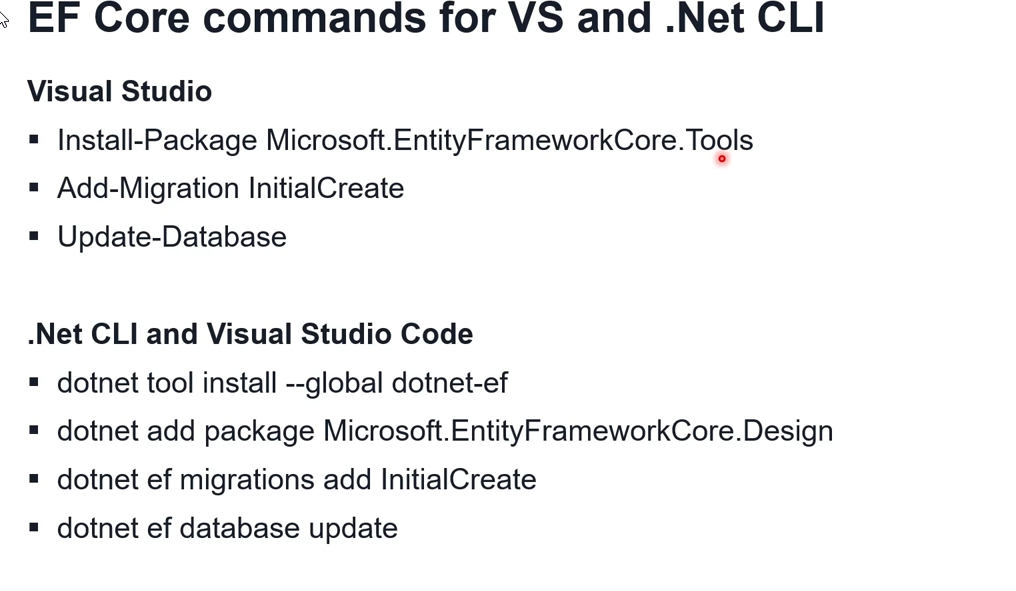 EF Core commands for VS and .Net CLI
Visual Studio
▪ Install-Package Microsoft.EntityFrameworkCore.Tools
▪ Add-Migration InitialCreate
▪ Update-Database
.Net CLI and Visual Studio Code
▪ dotnet tool install --global dotnet-ef
▪ dotnet add package Microsoft.EntityFrameworkCore.Design
▪ dotnet ef migrations add InitialCreate
▪ dotnet ef database update